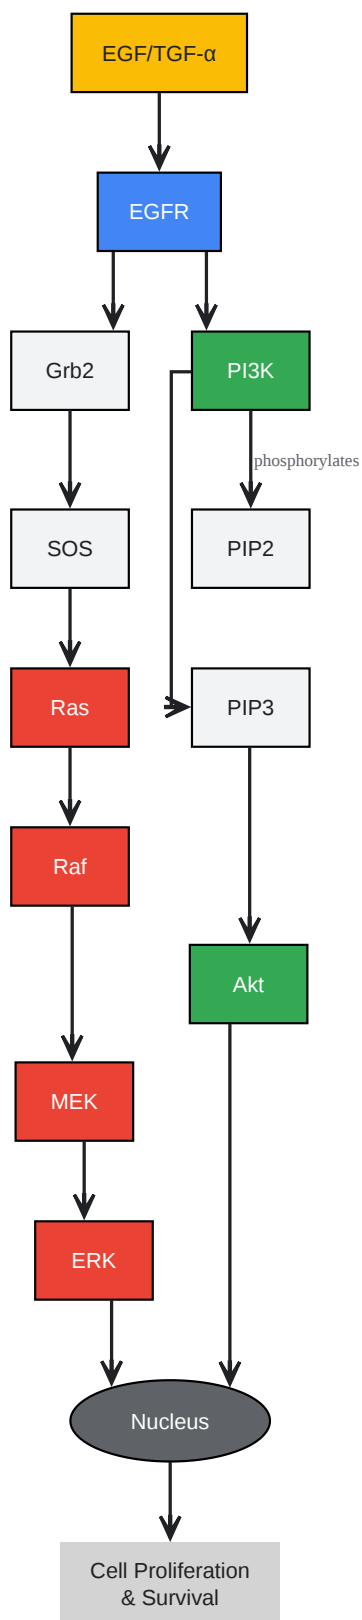 EGF/TGF-α
EGFR
Grb2
PI3K
phosphorylates
SOS
PIP2
Ras
PIP3
Raf
Akt
MEK
ERK
Nucleus
Cell Proliferation
& Survival